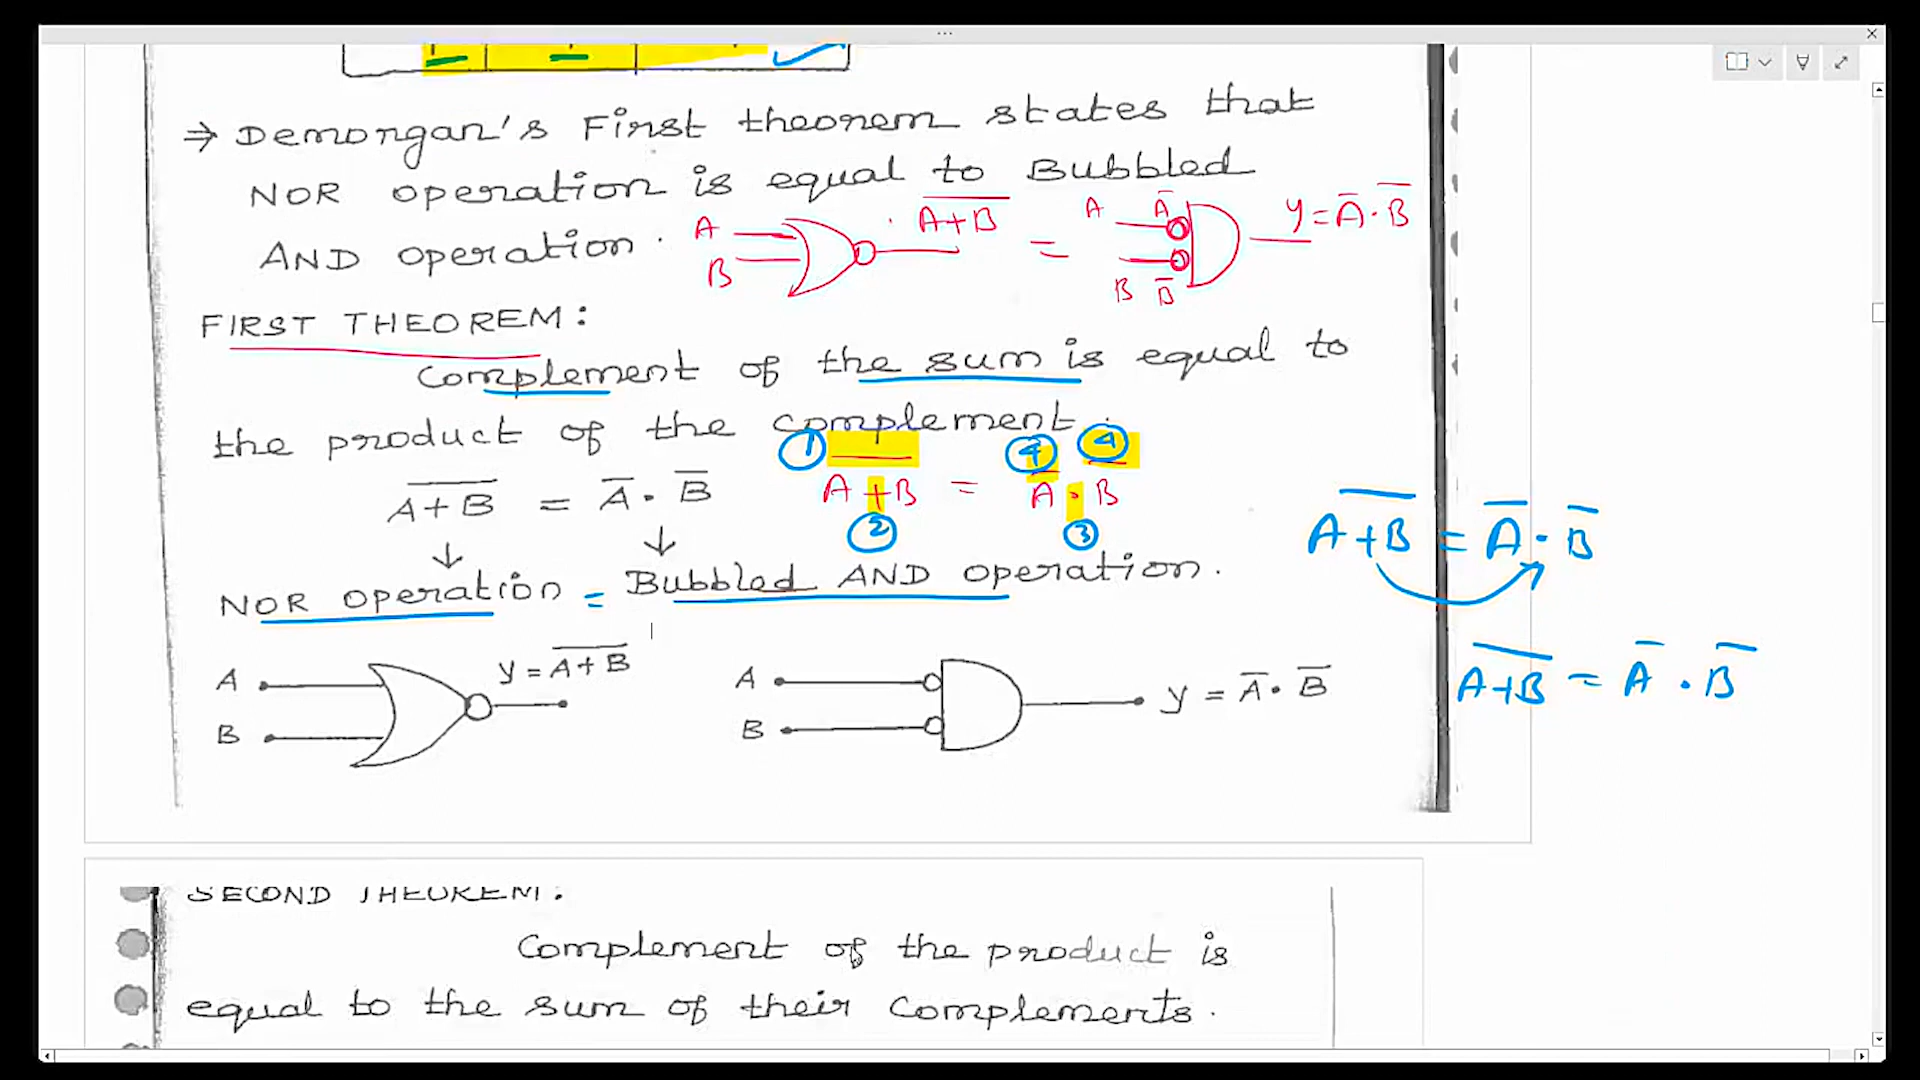 → Demorgan's First theorem states that
NOR operation is equal to Bubbled
AND operation.
A
B
A+B̅ 
=
A A̅
B B̅
y = A̅ · B̅
FIRST THEOREM:
Complement of the sum is equal to
the product of the complement.
① ④ ④
A̅+̅B̅ = A̅ · B̅
A̅+̅B̅ = A̅ · B̅
② ③
A̅+̅B̅ = A̅ · B̅
↓ ↓
NOR operation = Bubbled AND operation.
A̅+̅B̅ = A̅ · B̅
A
B
y = A̅+̅B̅
A
B
y = A̅ · B̅
SECOND THEOREM:
Complement of the product is
equal to the sum of their complements.